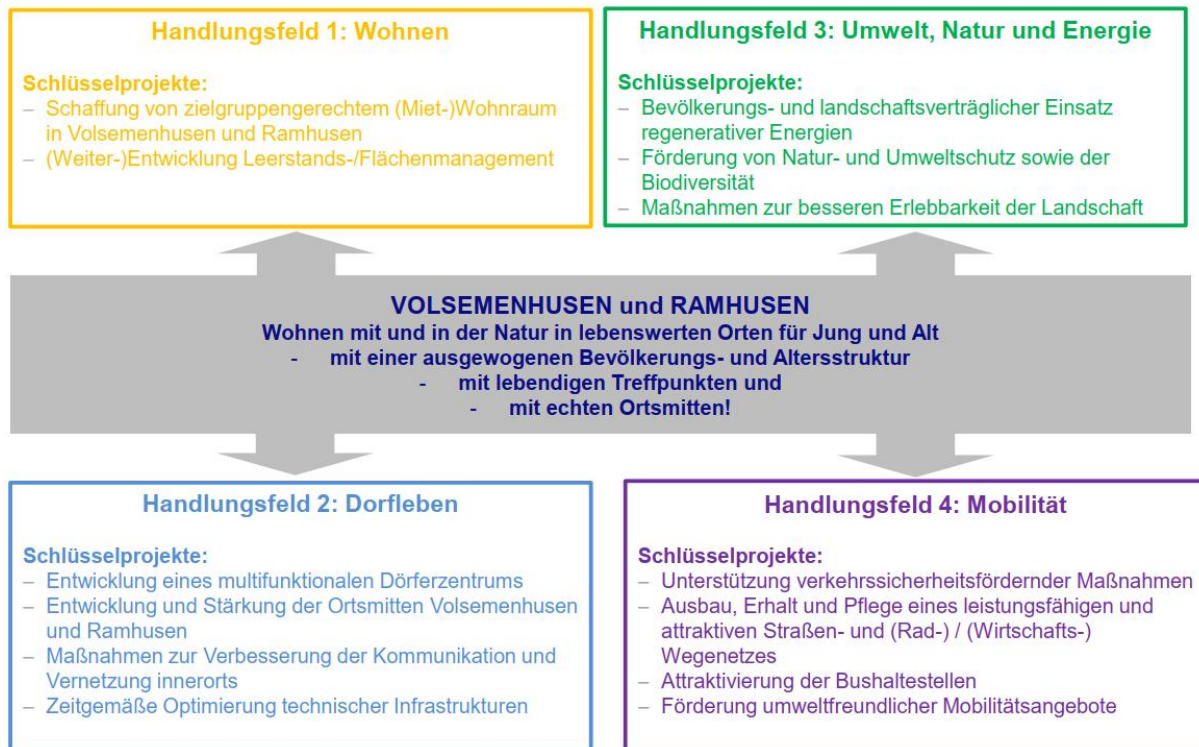 Handlungsfeld 1: Wohnen
Schlüsselprojekte:
– Schaffung von zielgruppengerechtem (Miet-)Wohnraum
in Volsemenhusen und Ramhusen
– (Weiter-)Entwicklung Leerstands-/Flächenmanagement
Handlungsfeld 3: Umwelt, Natur und Energie
Schlüsselprojekte:
– Bevölkerungs- und landschaftsverträglicher Einsatz
regenerativer Energien
– Förderung von Natur- und Umweltschutz sowie der
Biodiversität
– Maßnahmen zur besseren Erlebbarkeit der Landschaft
VOLSEMENHUSEN und RAMHUSEN
Wohnen mit und in der Natur in lebenswerten Orten für Jung und Alt
- mit einer ausgewogenen Bevölkerungs- und Altersstruktur
- mit lebendigen Treffpunkten und
- mit echten Ortsmitten!
Handlungsfeld 2: Dorfleben
Schlüsselprojekte:
– Entwicklung eines multifunktionalen Dörferzentrums
– Entwicklung und Stärkung der Ortsmitten Volsemenhusen
und Ramhusen
– Maßnahmen zur Verbesserung der Kommunikation und
Vernetzung innerorts
– Zeitgemäße Optimierung technischer Infrastrukturen
Handlungsfeld 4: Mobilität
Schlüsselprojekte:
– Unterstützung verkehrssicherheitsfördernder Maßnahmen
– Ausbau, Erhalt und Pflege eines leistungsfähigen und
attraktiven Straßen- und (Rad-) / (Wirtschafts-)
Wegenetzes
– Attraktivierung der Bushaltestellen
– Förderung umweltfreundlicher Mobilitätsangebote